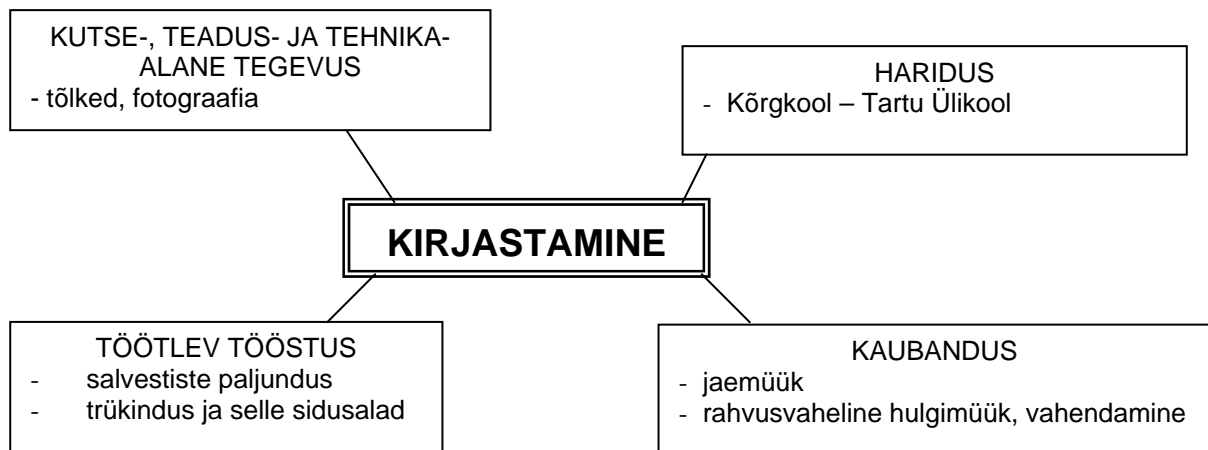 KUTSE-, TEADUS- JA TEHNIKA-
ALANE TEGEVUS
- tõlked, fotograafia
HARIDUS
- Kõrgkool – Tartu Ülikool
KIRJASTAMINE
TÖÖTLEV TÖÖSTUS
- salvestiste paljundus
- trükindus ja selle sidusalad
KAUBANDUS
- jaemüük
- rahvusvaheline hulgimüük, vahendamine